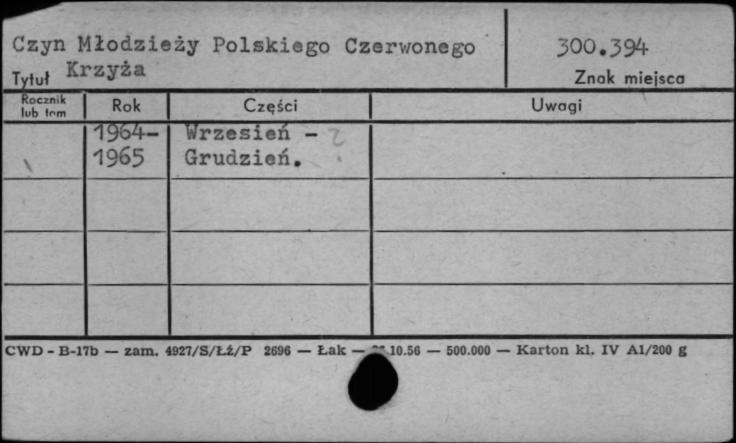 Czyn Młodzieży Polskiego Czerwonego
300.394
Tytuł Krzyża
Znak miejsca
Rocznik lub tom Rok Części Uwagi
1964- Wrzesień - ?
1965 Grudzień.
CWD - B-17b — zam. 4927/S/Łź/P 2696 — Łak — .10.56 — 500.000 — Karton kl. IV A1/200 g